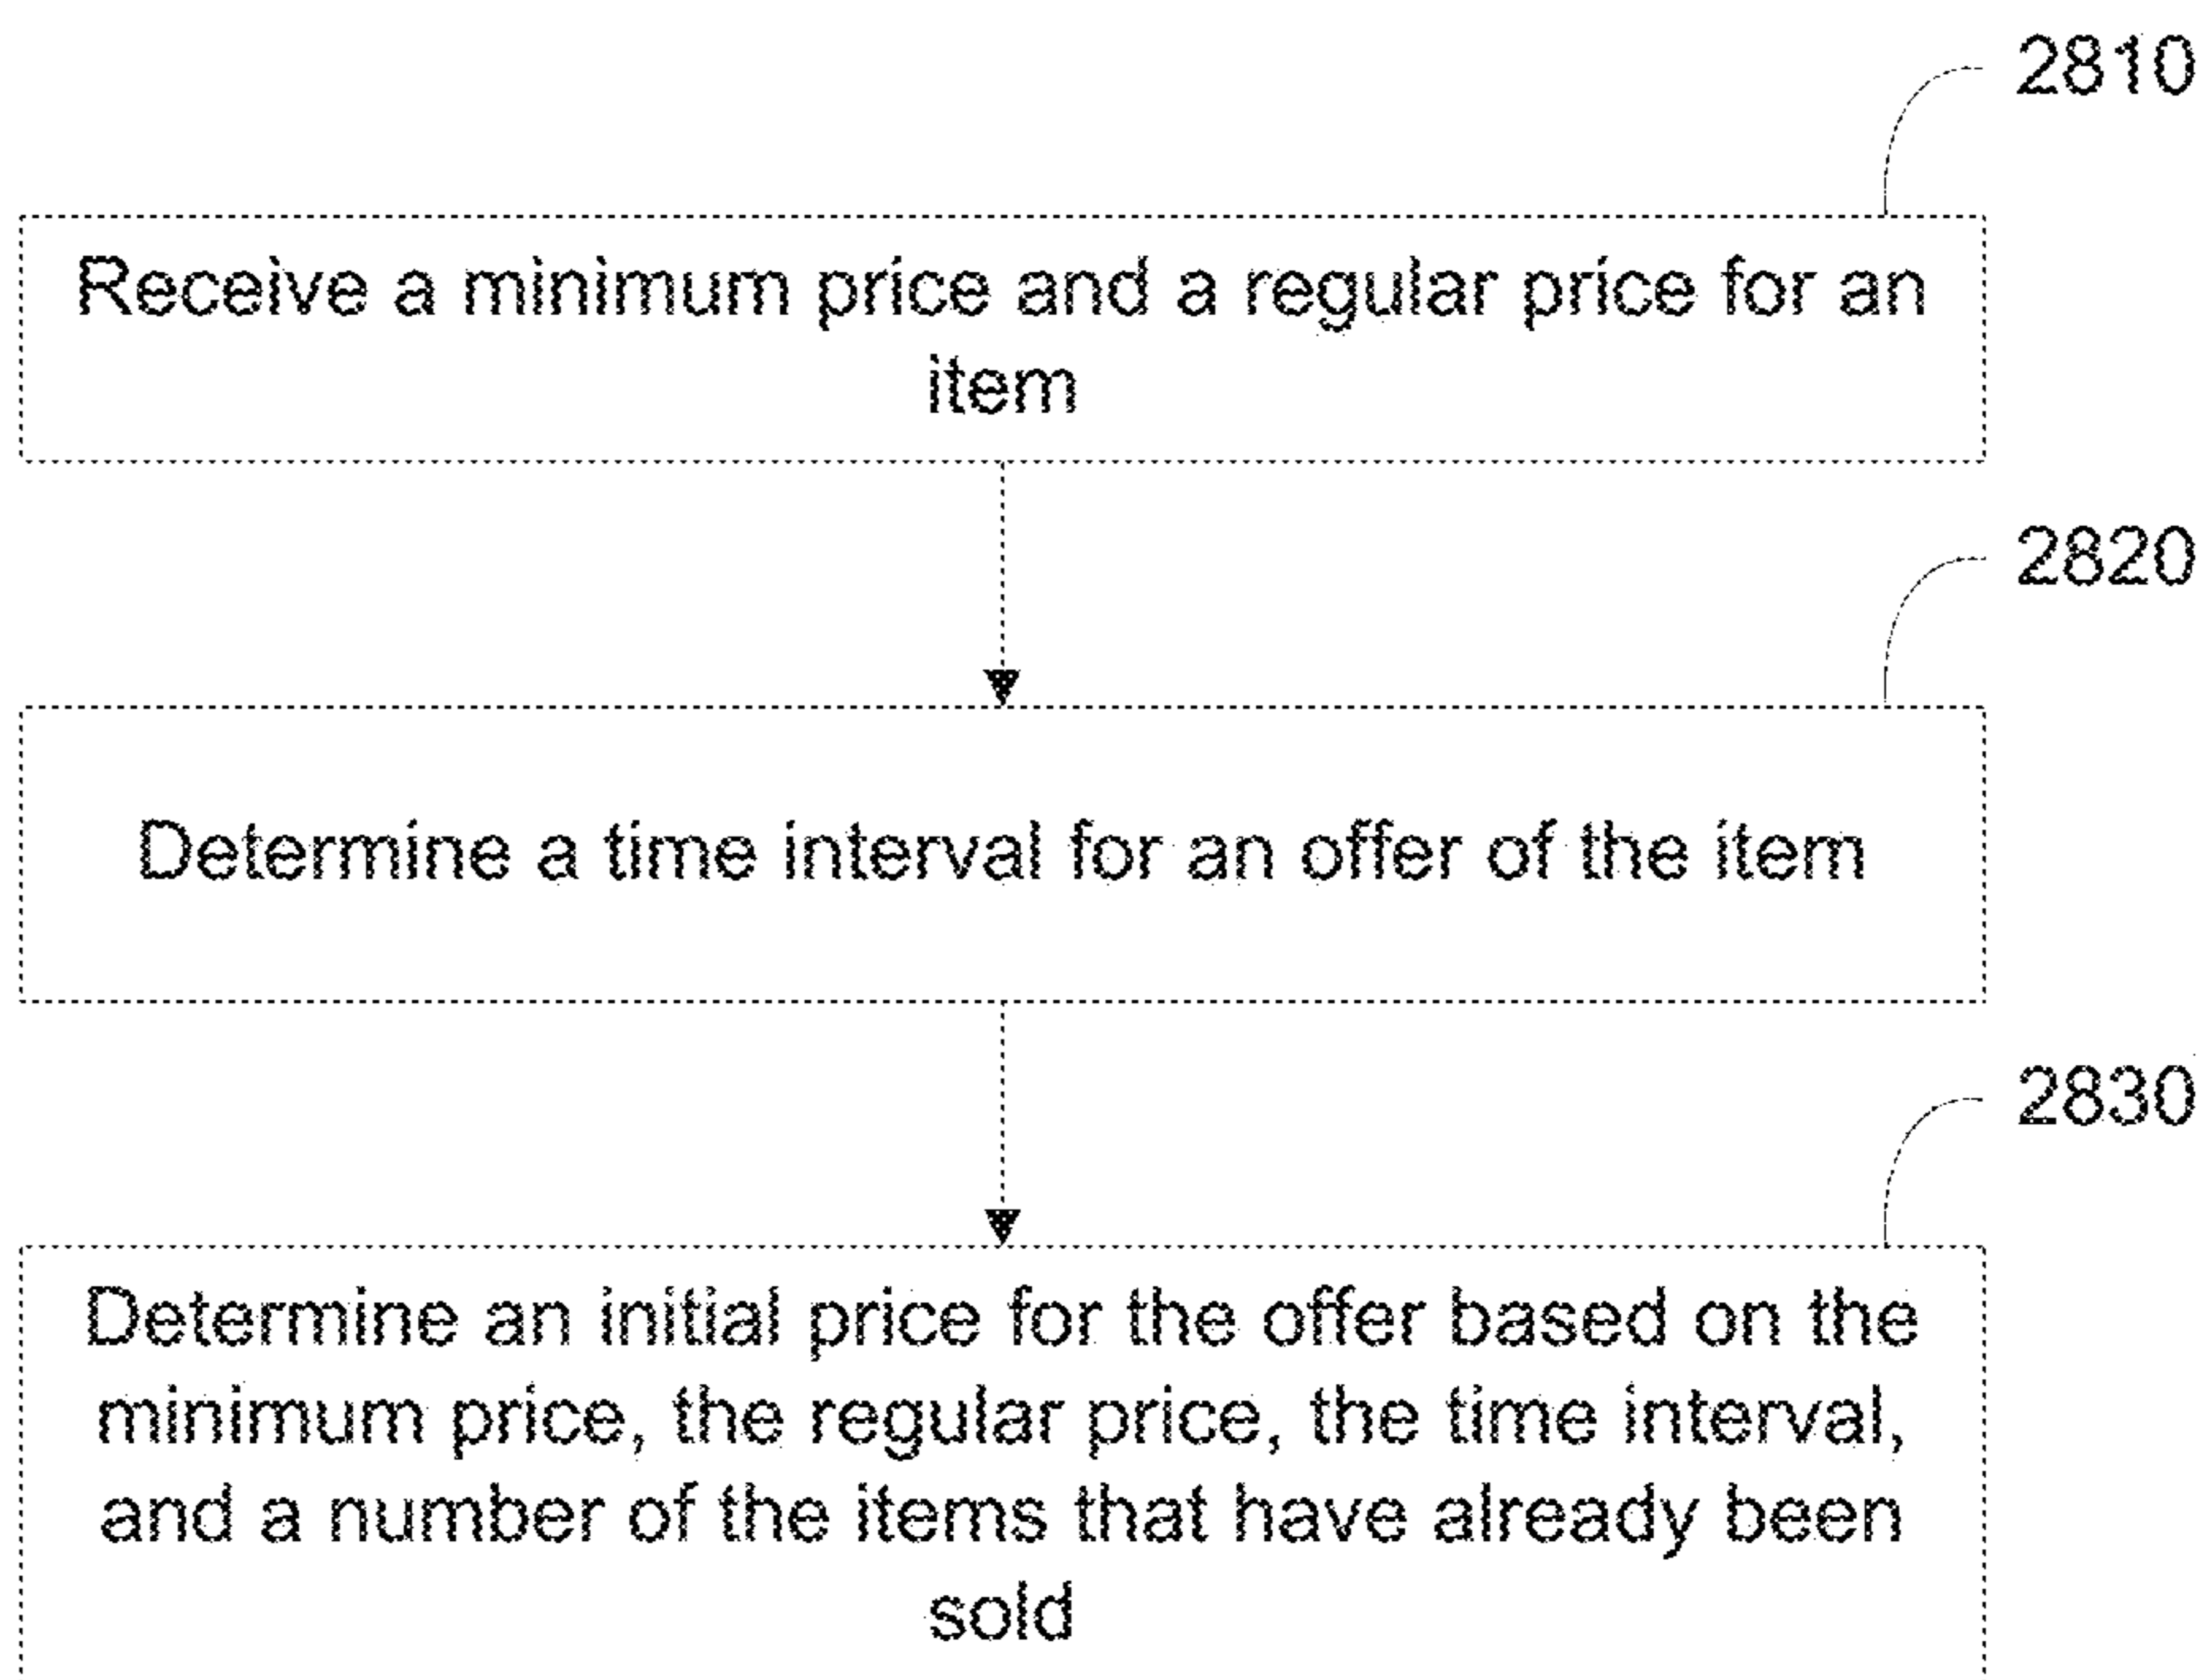 2810
Receive a minimum price and a regular price for an
item
2820
Determine a time interval for an offer of the item
2830
Determine an initial price for the offer based on the
minimum price, the regular price, the time interval,
and a number of the items that have already been
sold